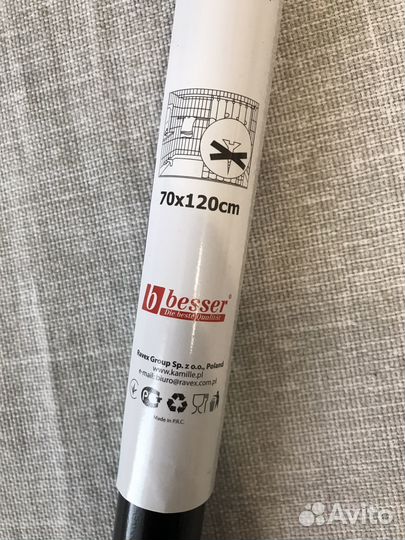 70x120cm
b besser®
Die beste Qualität
Ravex Group Sp. z o.o., Poland
www.kamille.pl
e-mail: biuro@ravex.com.pl
Made in P.R.C.
Avito